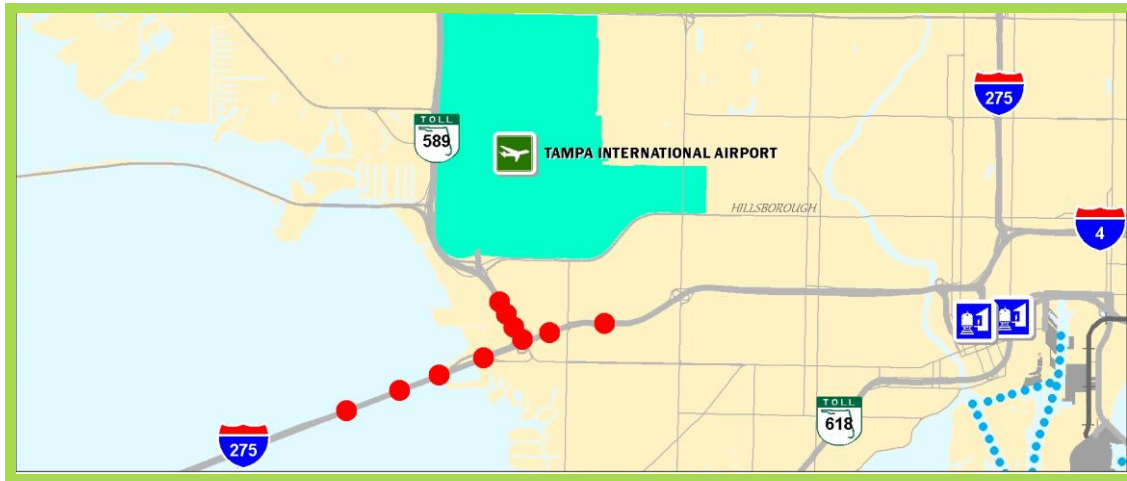 275
TOLL
589
TAMPA INTERNATIONAL AIRPORT
HILLSBOROUGH
4
TOLL
618
275